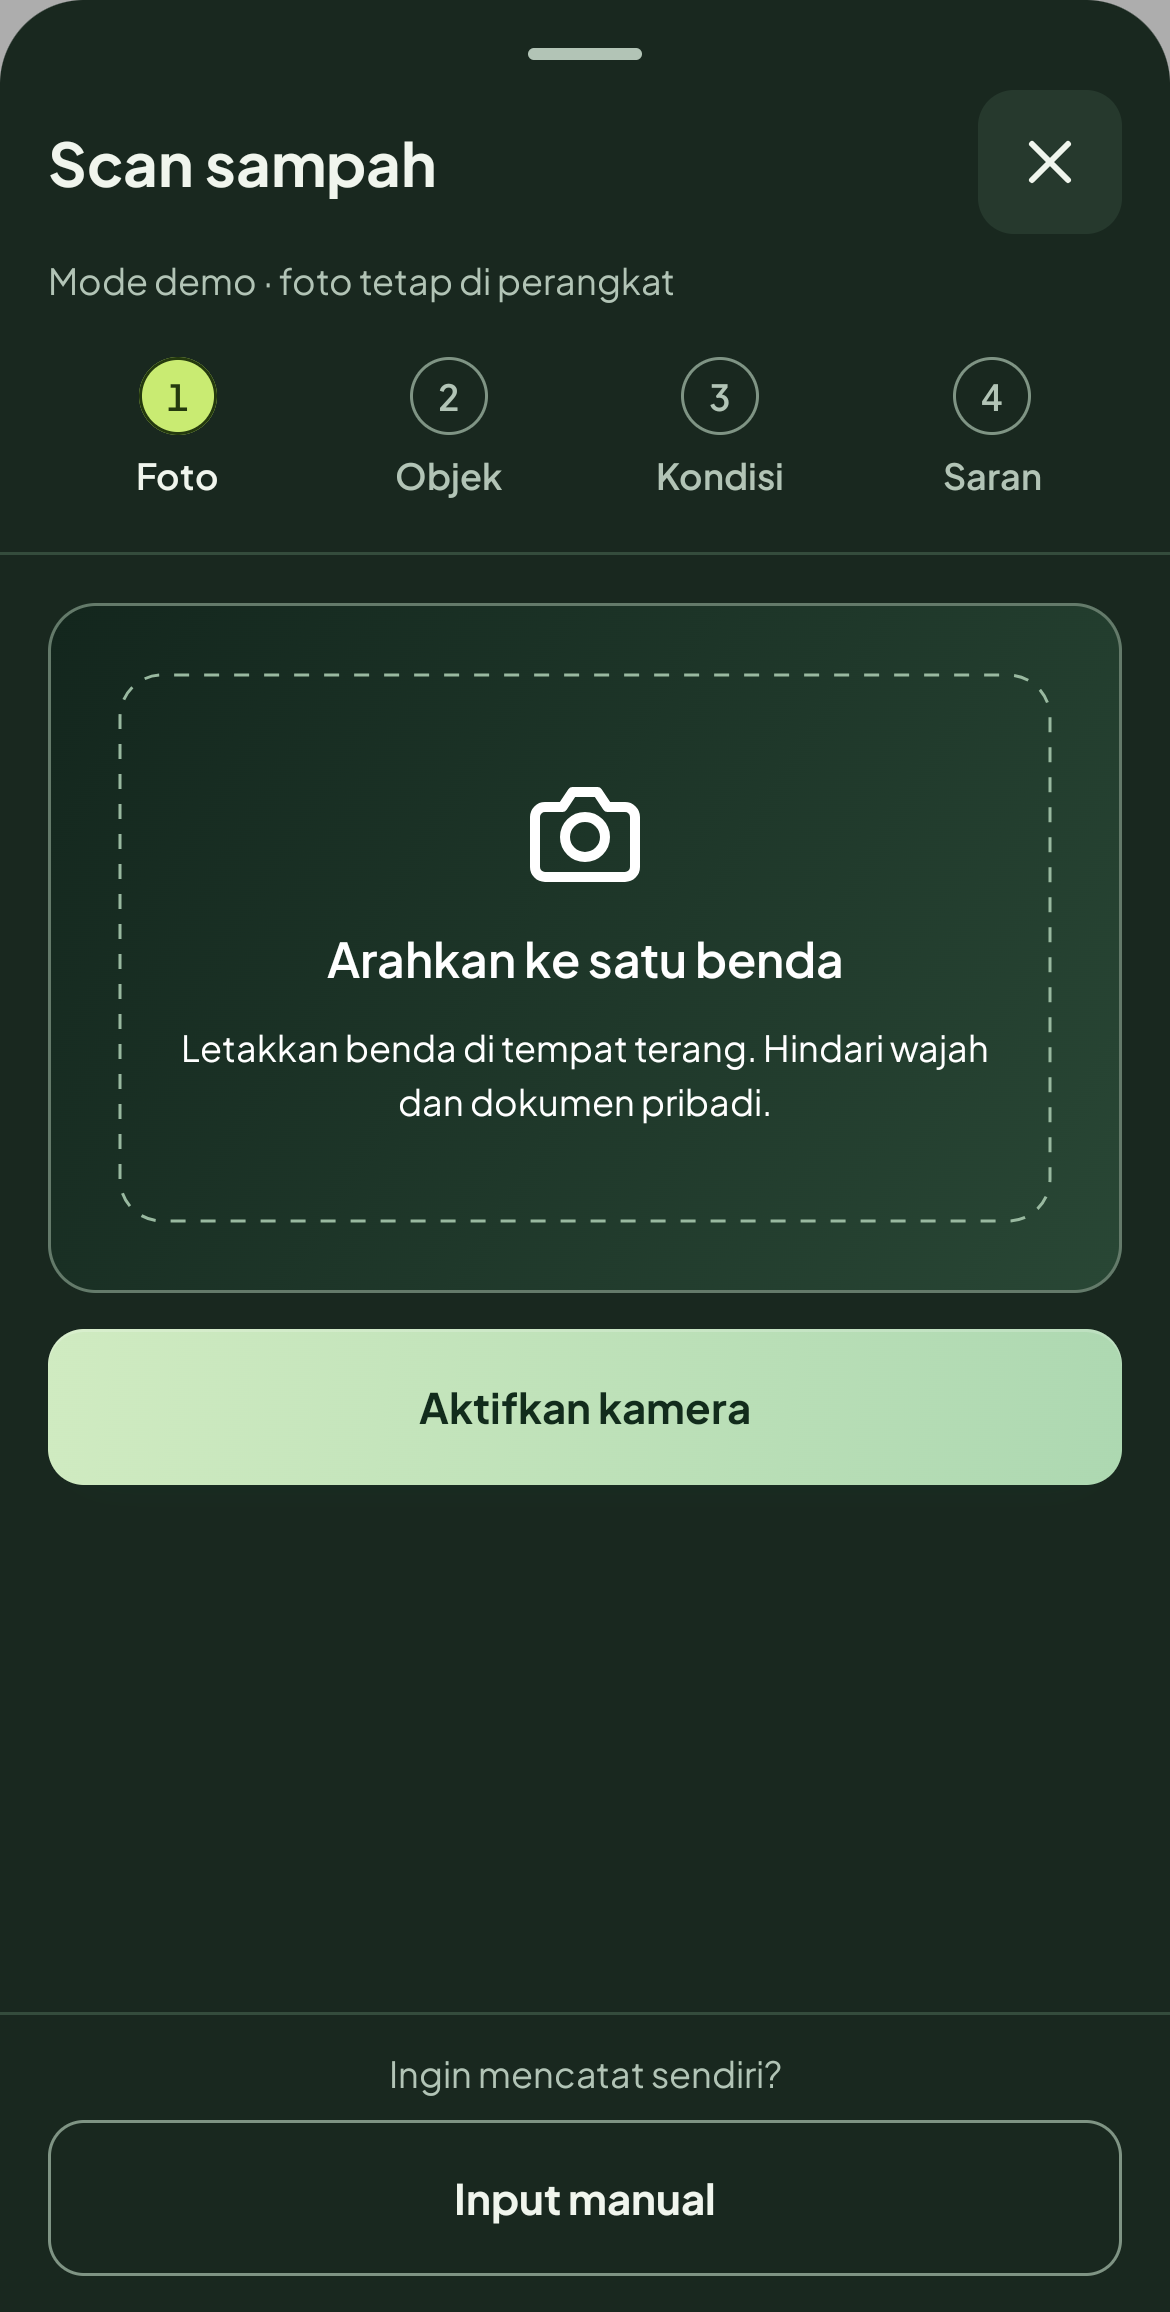 Scan sampah
Mode demo · foto tetap di perangkat
1
Foto
2
Objek
3
Kondisi
4
Saran
Arahkan ke satu benda
Letakkan benda di tempat terang. Hindari wajah
dan dokumen pribadi.
Aktifkan kamera
Ingin mencatat sendiri?
Input manual